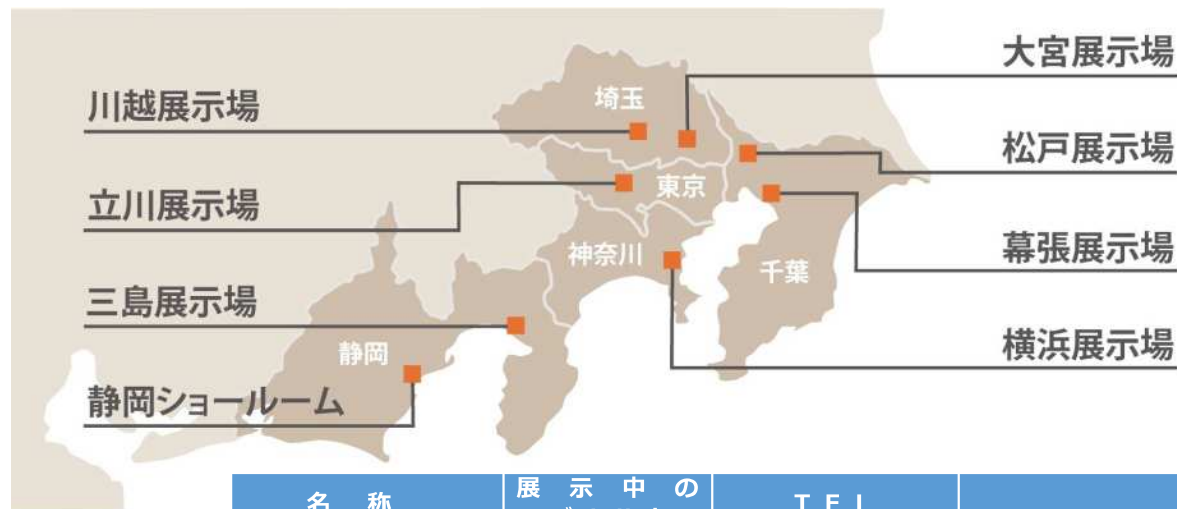 大宮展示場
川越展示場
埼玉
松戸展示場
東京
立川展示場
幕張展示場
神奈川
千葉
三島展示場
横浜展示場
静岡
静岡ショールーム
名称
展示中の
TEL